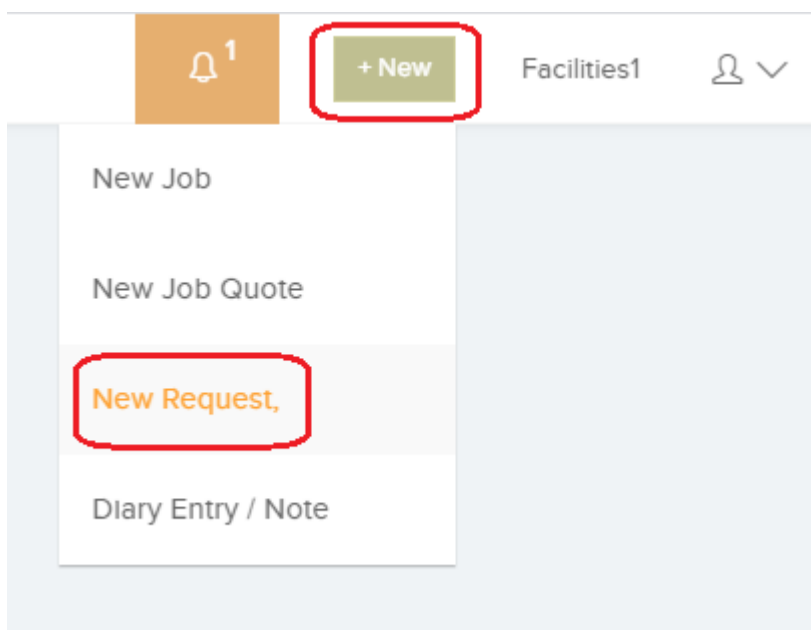 1
+ New
Facilities1
New Job
New Job Quote
New Request,
Diary Entry / Note